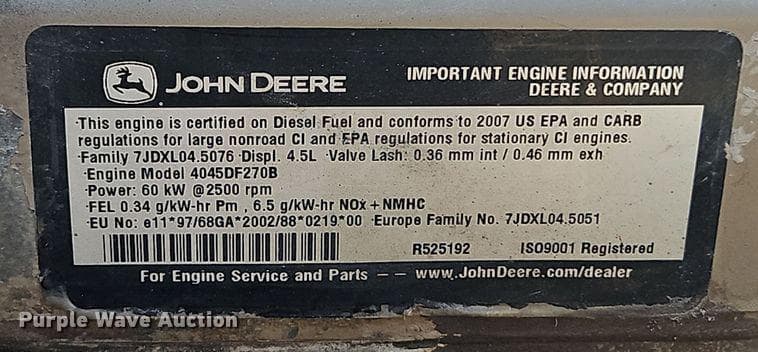 JOHN DEERE
IMPORTANT ENGINE INFORMATION
DEERE & COMPANY
This engine is certified on Diesel Fuel and conforms to 2007 US EPA and CARB
regulations for large nonroad CI and EPA regulations for stationary CI engines.
Family 7JDXL04.5076 Displ. 4.5L Valve Lash: 0.36 mm int / 0.46 mm exh
Engine Model 4045DF270B
Power: 60 kW @2500 rpm
FEL 0.34 g/kW-hr Pm , 6.5 g/kW-hr NOx + NMHC
EU No: e11*97/68GA*2002/88*0219*00 Europe Family No. 7JDXL04.5051
R525192 ISO9001 Registered
For Engine Service and Parts – – www.JohnDeere.com/dealer
Purple Wave Auction